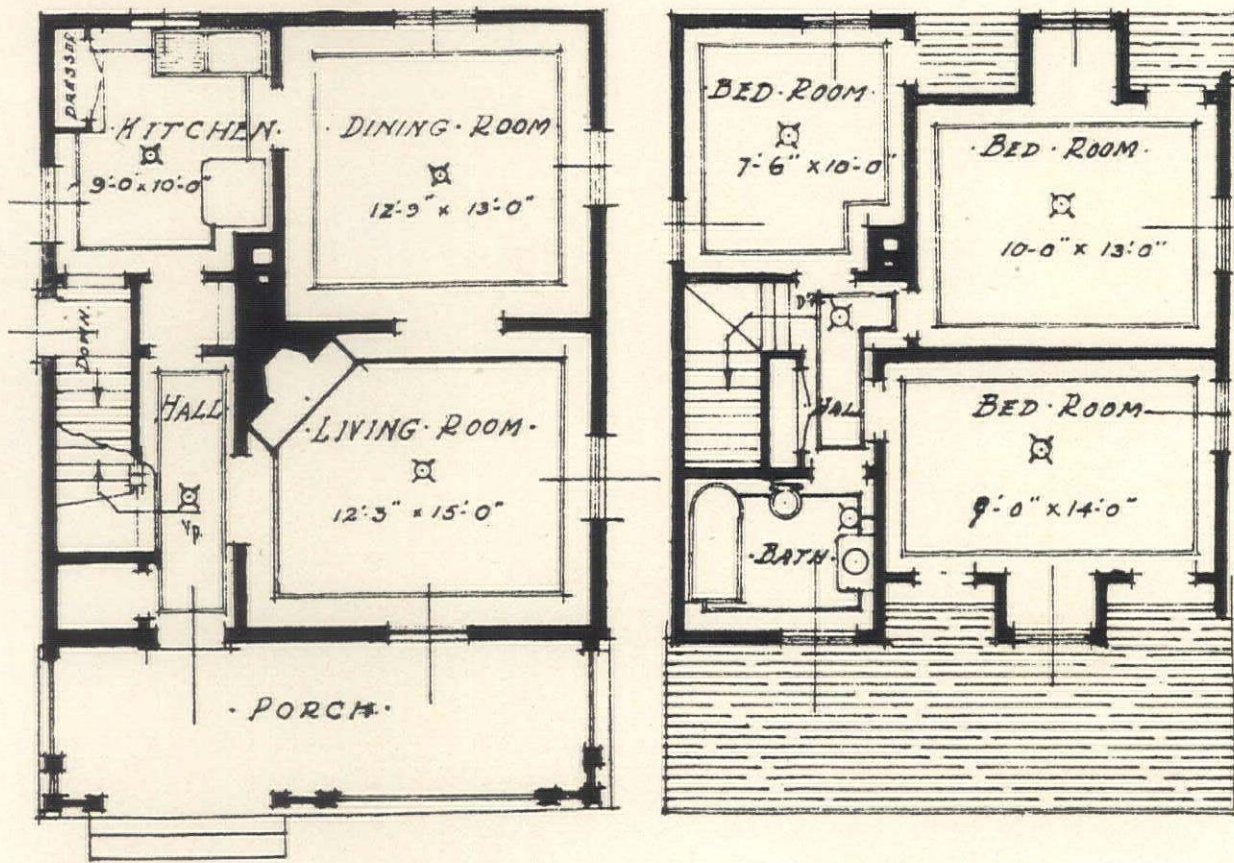 DRESSER
·KITCHEN·
9'-0" x 10'-0"
·DINING·ROOM
12'-9" x 13'-0"
DOWN.
HALL·
Up.
·LIVING·ROOM·
12'-3" x 15'-0"
·PORCH·
·BED·ROOM·
7'-6" x 10'-0
·BED·ROOM·
10-0" x 13'-0"
HALL
BED·ROOM
9'-0" x 14'-0"
·BATH·